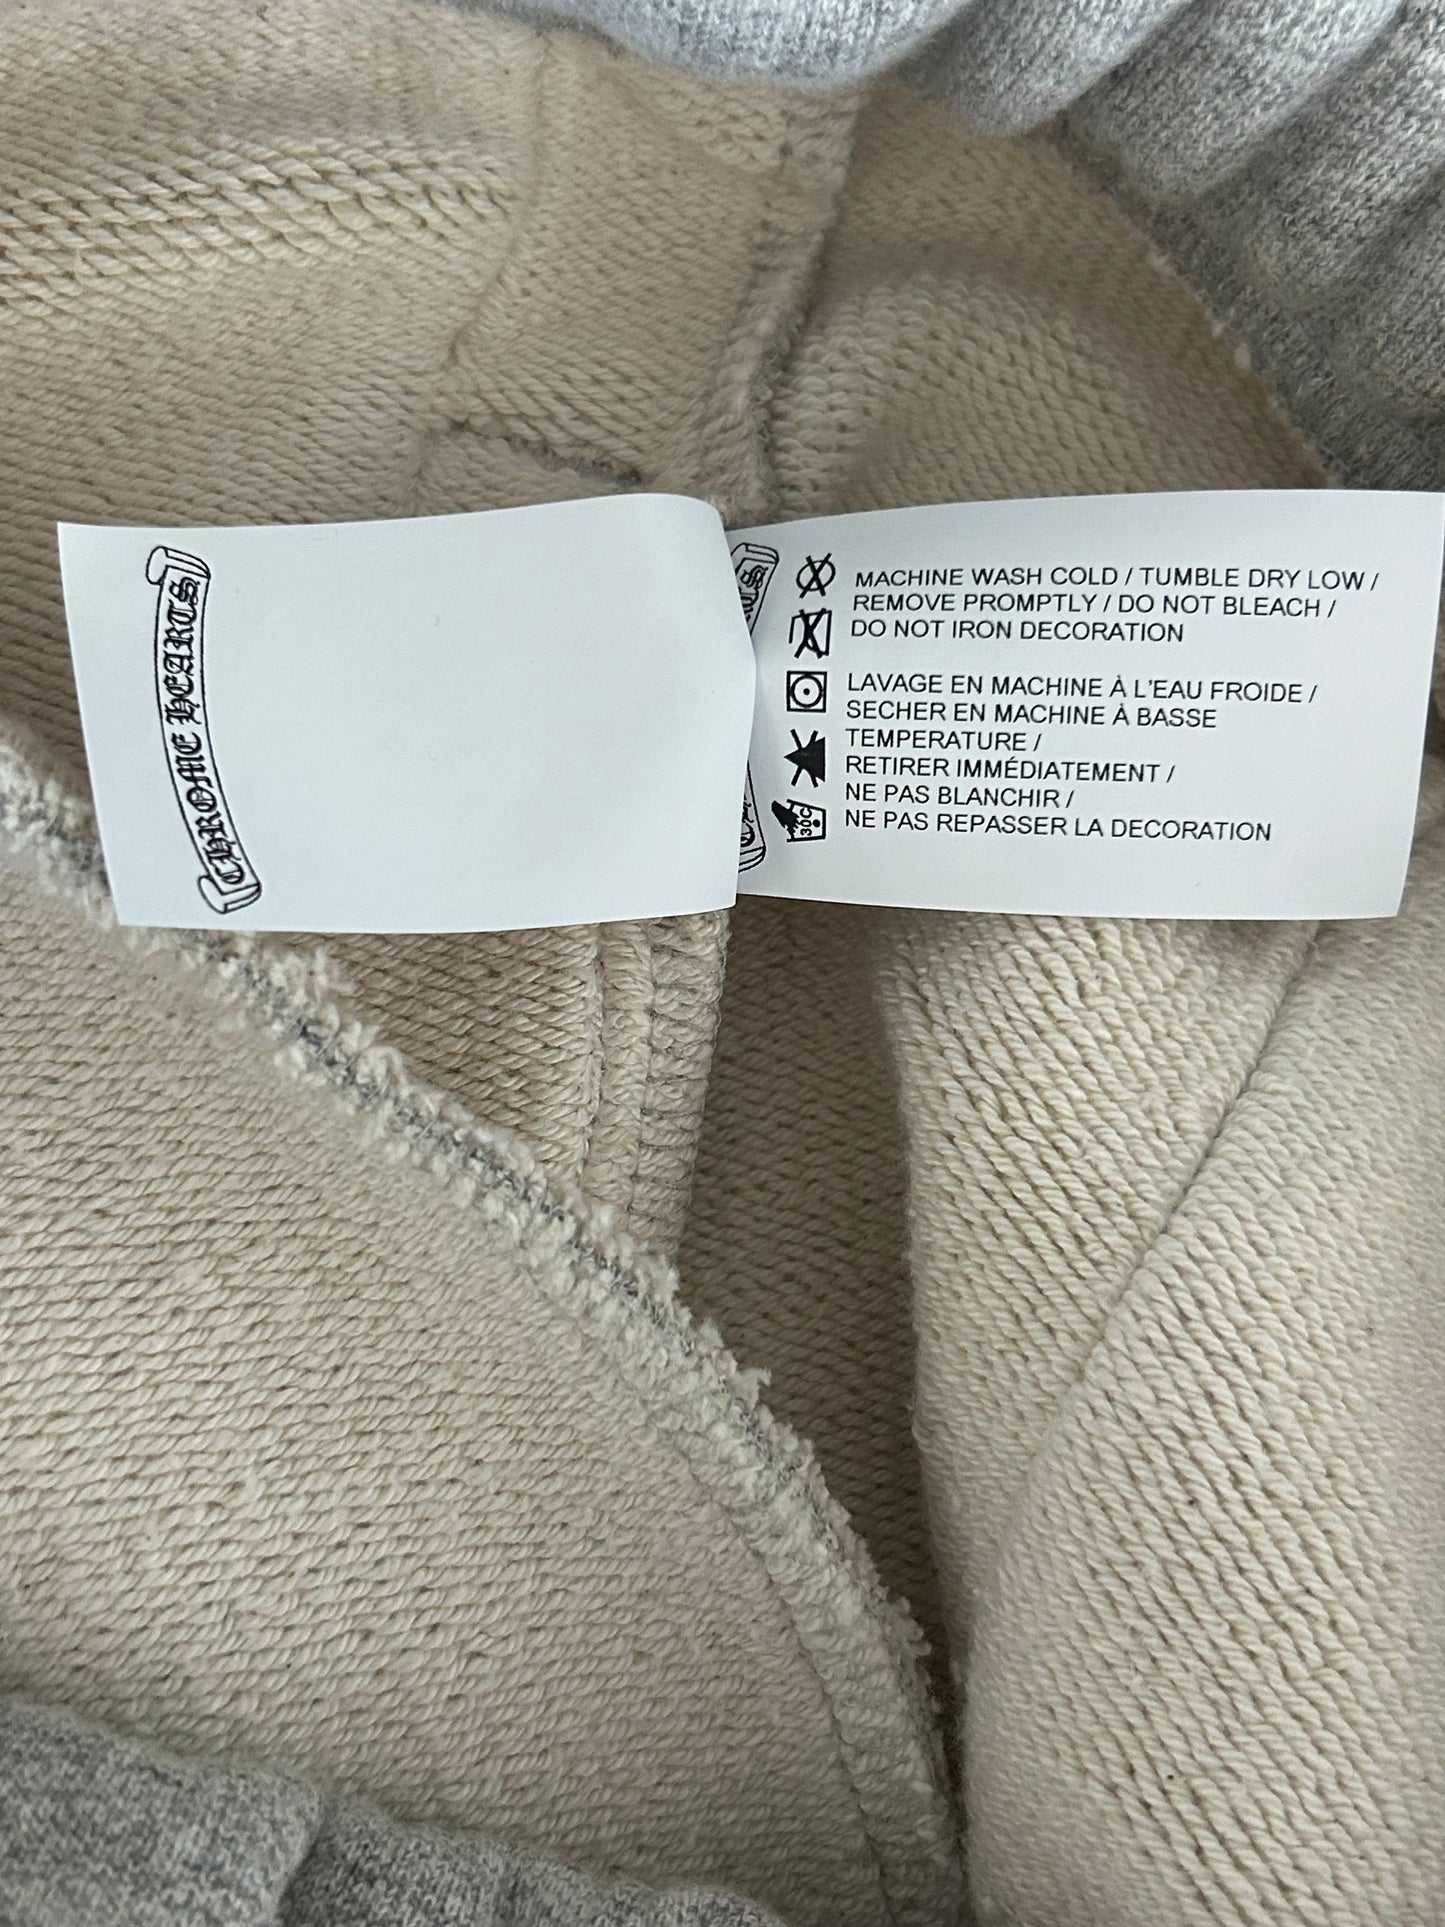 CHROME HEARTS
MACHINE WASH COLD / TUMBLE DRY LOW /
REMOVE PROMPTLY / DO NOT BLEACH /
DO NOT IRON DECORATION
LAVAGE EN MACHINE À L'EAU FROIDE /
SECHER EN MACHINE À BASSE
TEMPERATURE /
RETIRER IMMÉDIATEMENT /
NE PAS BLANCHIR /
NE PAS REPASSER LA DECORATION
30C